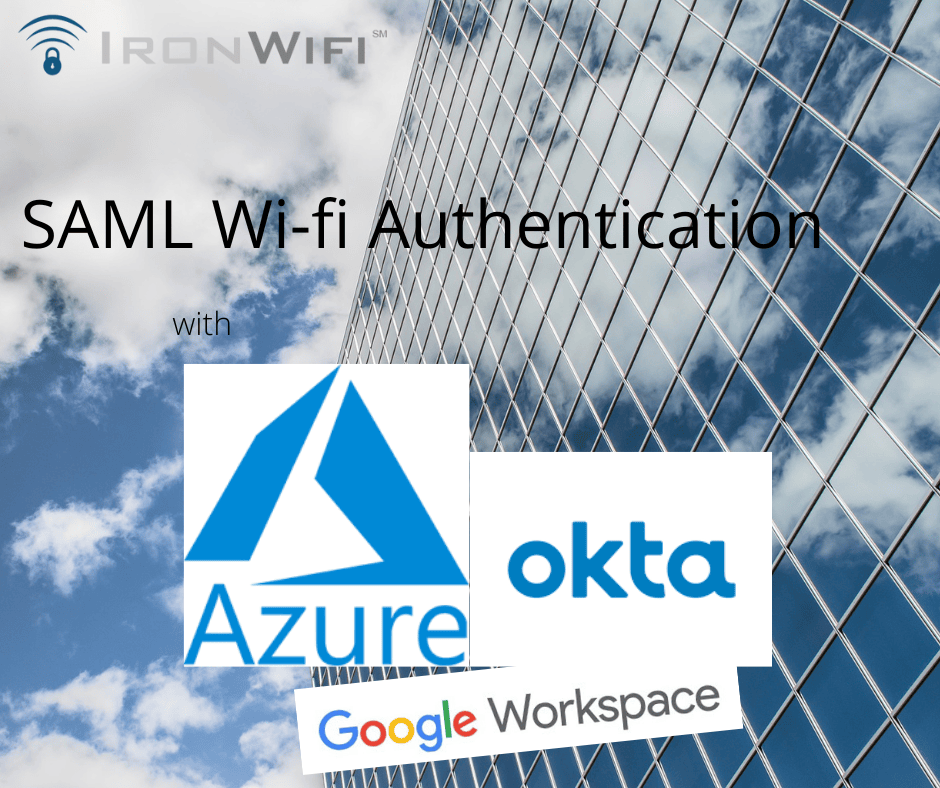 IRONWIFI SM
SAML Wi-fi Authentication
with
Azure
okta
Google Workspace